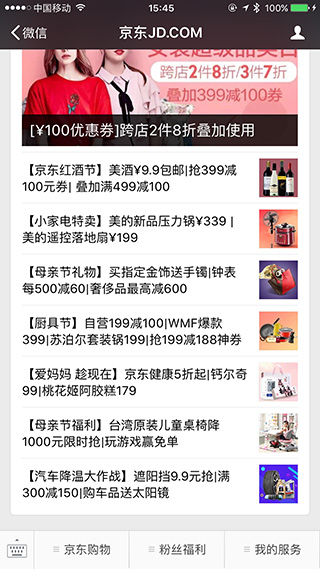 中国移动 15:45
微信 京东JD.COM
跨店2件8折/3件7折
叠加399减100券
[¥100优惠券]跨店2件8折叠加使用
【京东红酒节】美酒¥9.9包邮|抢399减
100元券| 叠加满499减100
【小家电特卖】美的新品压力锅¥339 |
美的遥控落地扇¥199
【母亲节礼物】买指定金饰送手镯|钟表
每500减60|奢侈品最高减600
【厨具节】自营199减100|WMF爆款
399|苏泊尔套装锅199|抢199减188神券
【爱妈妈 趁现在】京东健康5折起|钙尔奇
99|桃花姬阿胶糕179
【母亲节福利】台湾原装儿童桌椅降
1000元限时抢|玩游戏赢免单
【汽车降温大作战】遮阳挡9.9元抢|满
300减150|购车品送太阳镜
京东购物 粉丝福利 我的服务